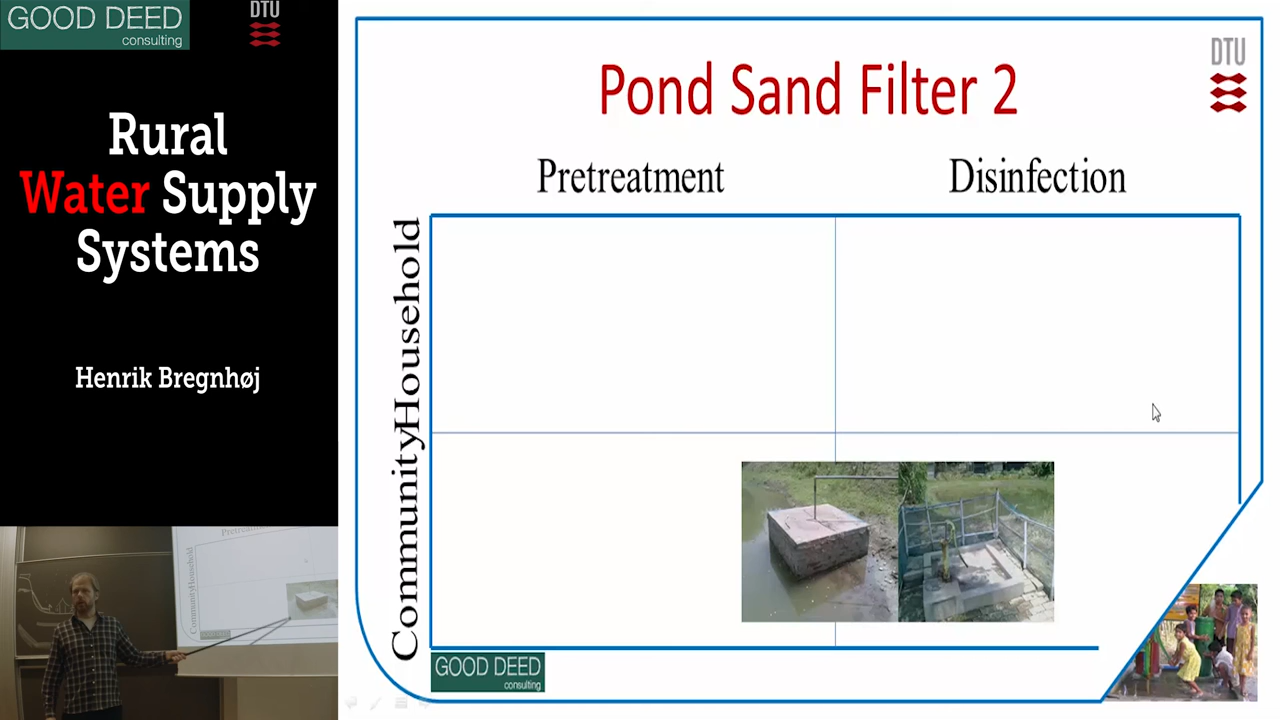 GOOD DEED
consulting
DTU
Rural
Water Supply
Systems
Henrik Bregnhøj
Pond Sand Filter 2
DTU
Pretreatment
Disinfection
Household
Community
GOOD DEED
consulting